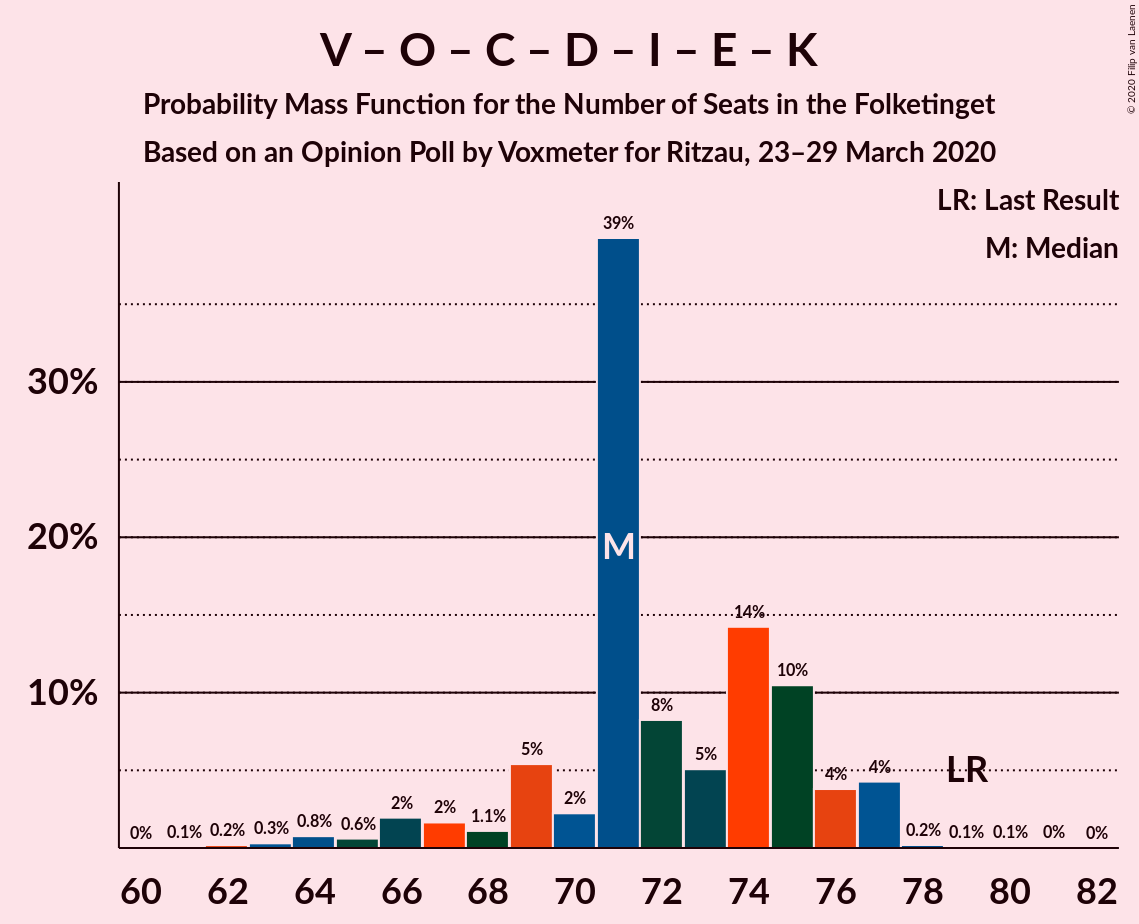 V – O – C – D – I – E – K
Probability Mass Function for the Number of Seats in the Folketinget
Based on an Opinion Poll by Voxmeter for Ritzau, 23–29 March 2020
© 2020 Filip van Laenen
LR: Last Result
M: Median
30%
20%
10%
0%
0.1%
0.2%
0.3%
0.8%
0.6%
2%
2%
1.1%
5%
2%
39%
M
8%
5%
14%
10%
4%
4%
0.2%
LR
0.1%
0.1%
0%
0%
60 62 64 66 68 70 72 74 76 78 80 82